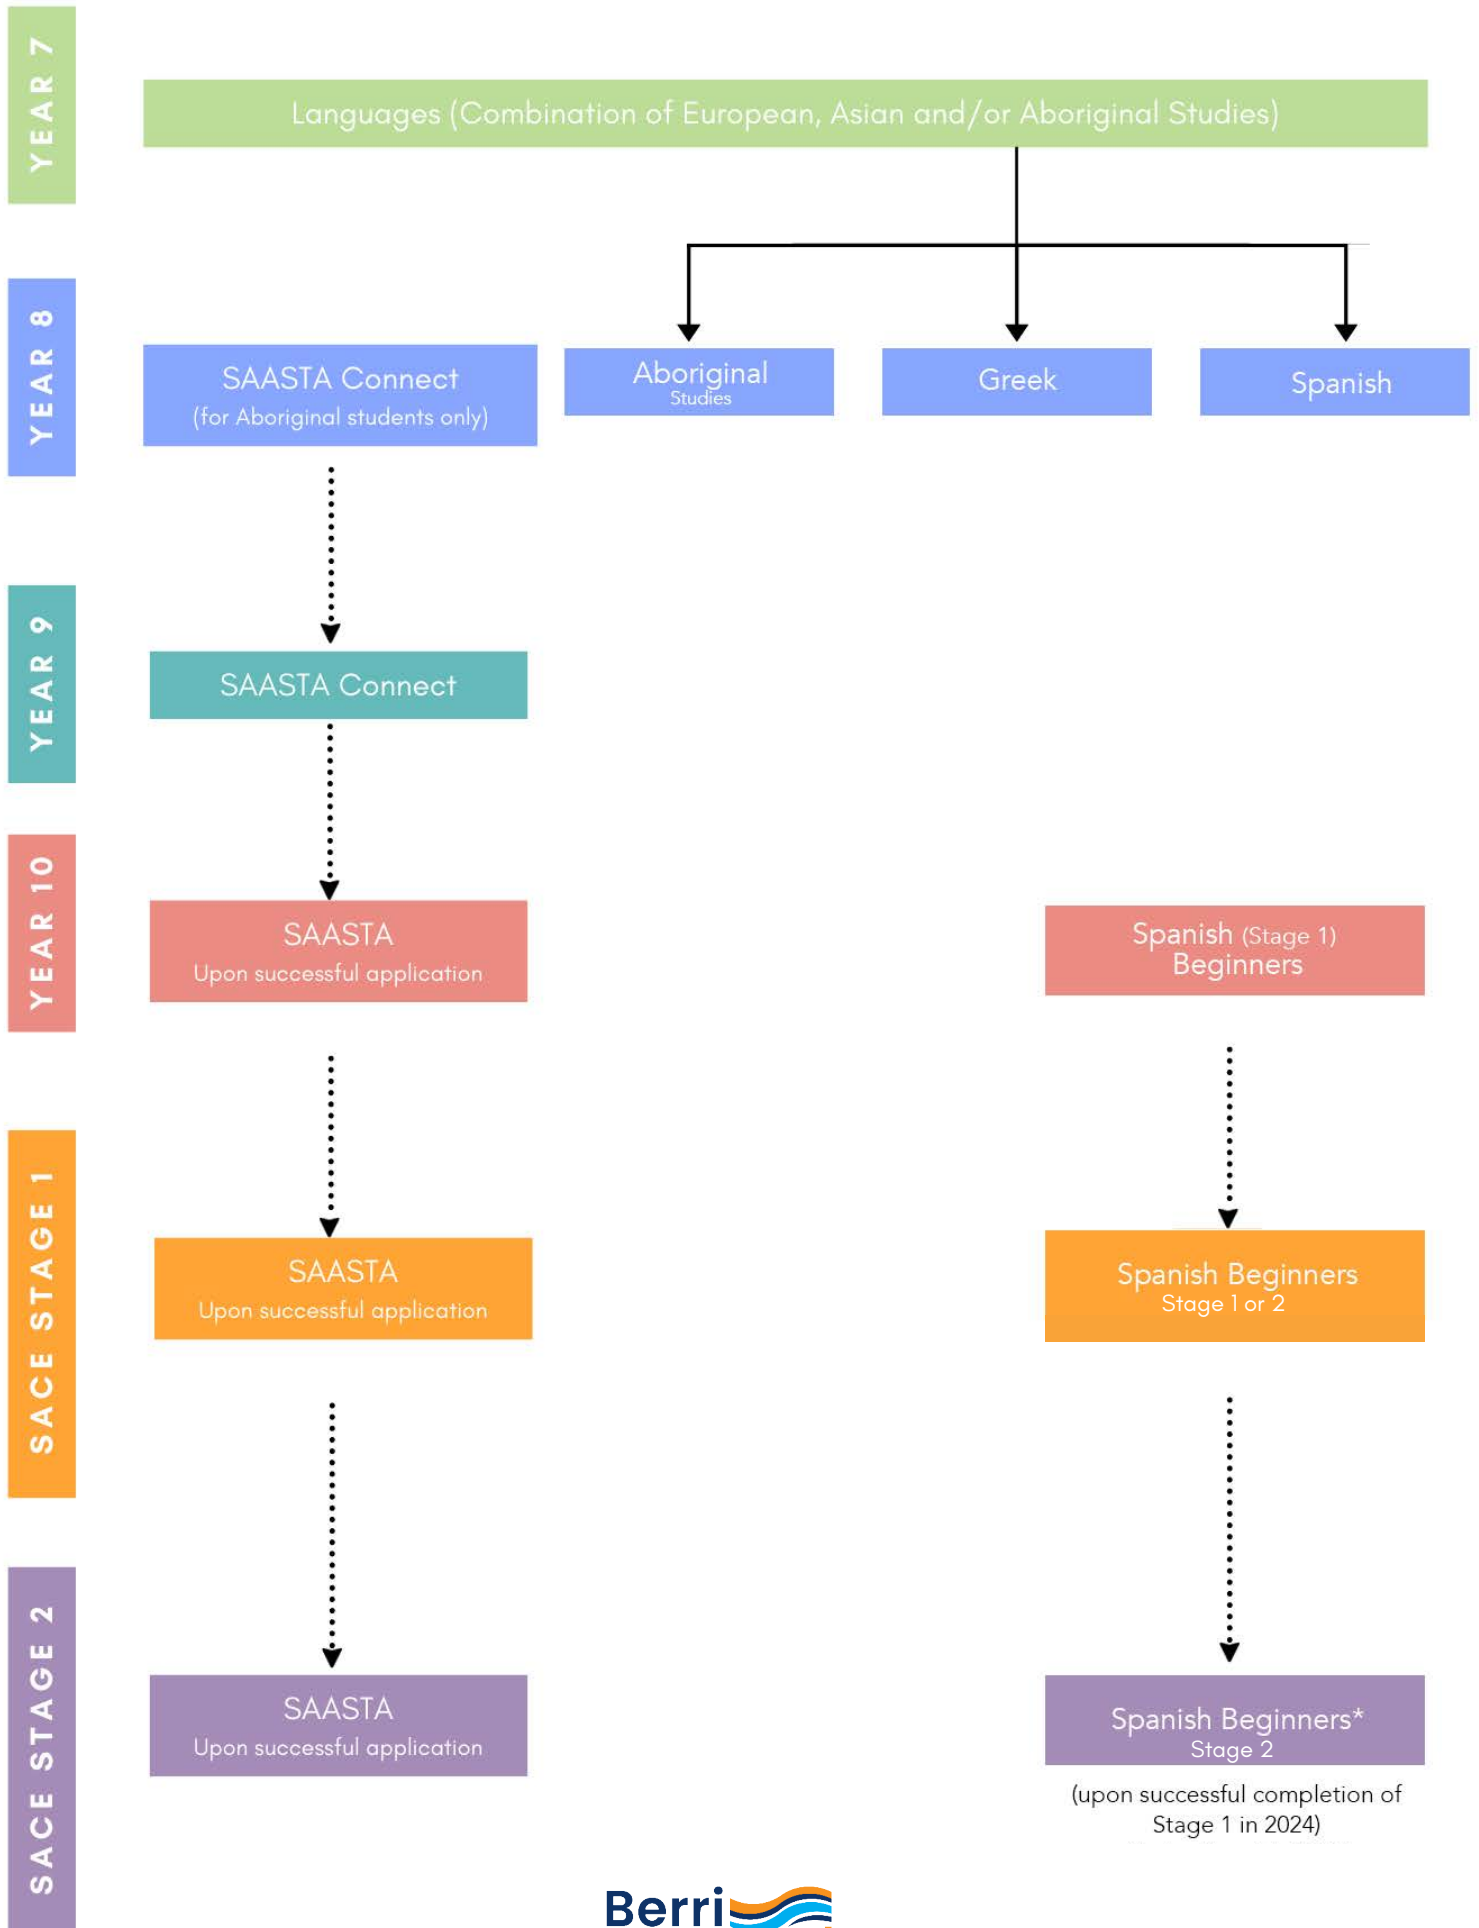 YEAR 7
Languages (Combination of European, Asian and/or Aboriginal Studies)
YEAR 8
SAASTA Connect
(for Aboriginal students only)
Aboriginal
Studies
Greek
Spanish
YEAR 9
SAASTA Connect
YEAR 10
SAASTA
Upon successful application
Spanish (Stage 1)
Beginners
SACE STAGE 1
SAASTA
Upon successful application
Spanish Beginners
Stage 1 or 2
SACE STAGE 2
SAASTA
Upon successful application
Spanish Beginners*
Stage 2
(upon successful completion of
Stage 1 in 2024)
Berri